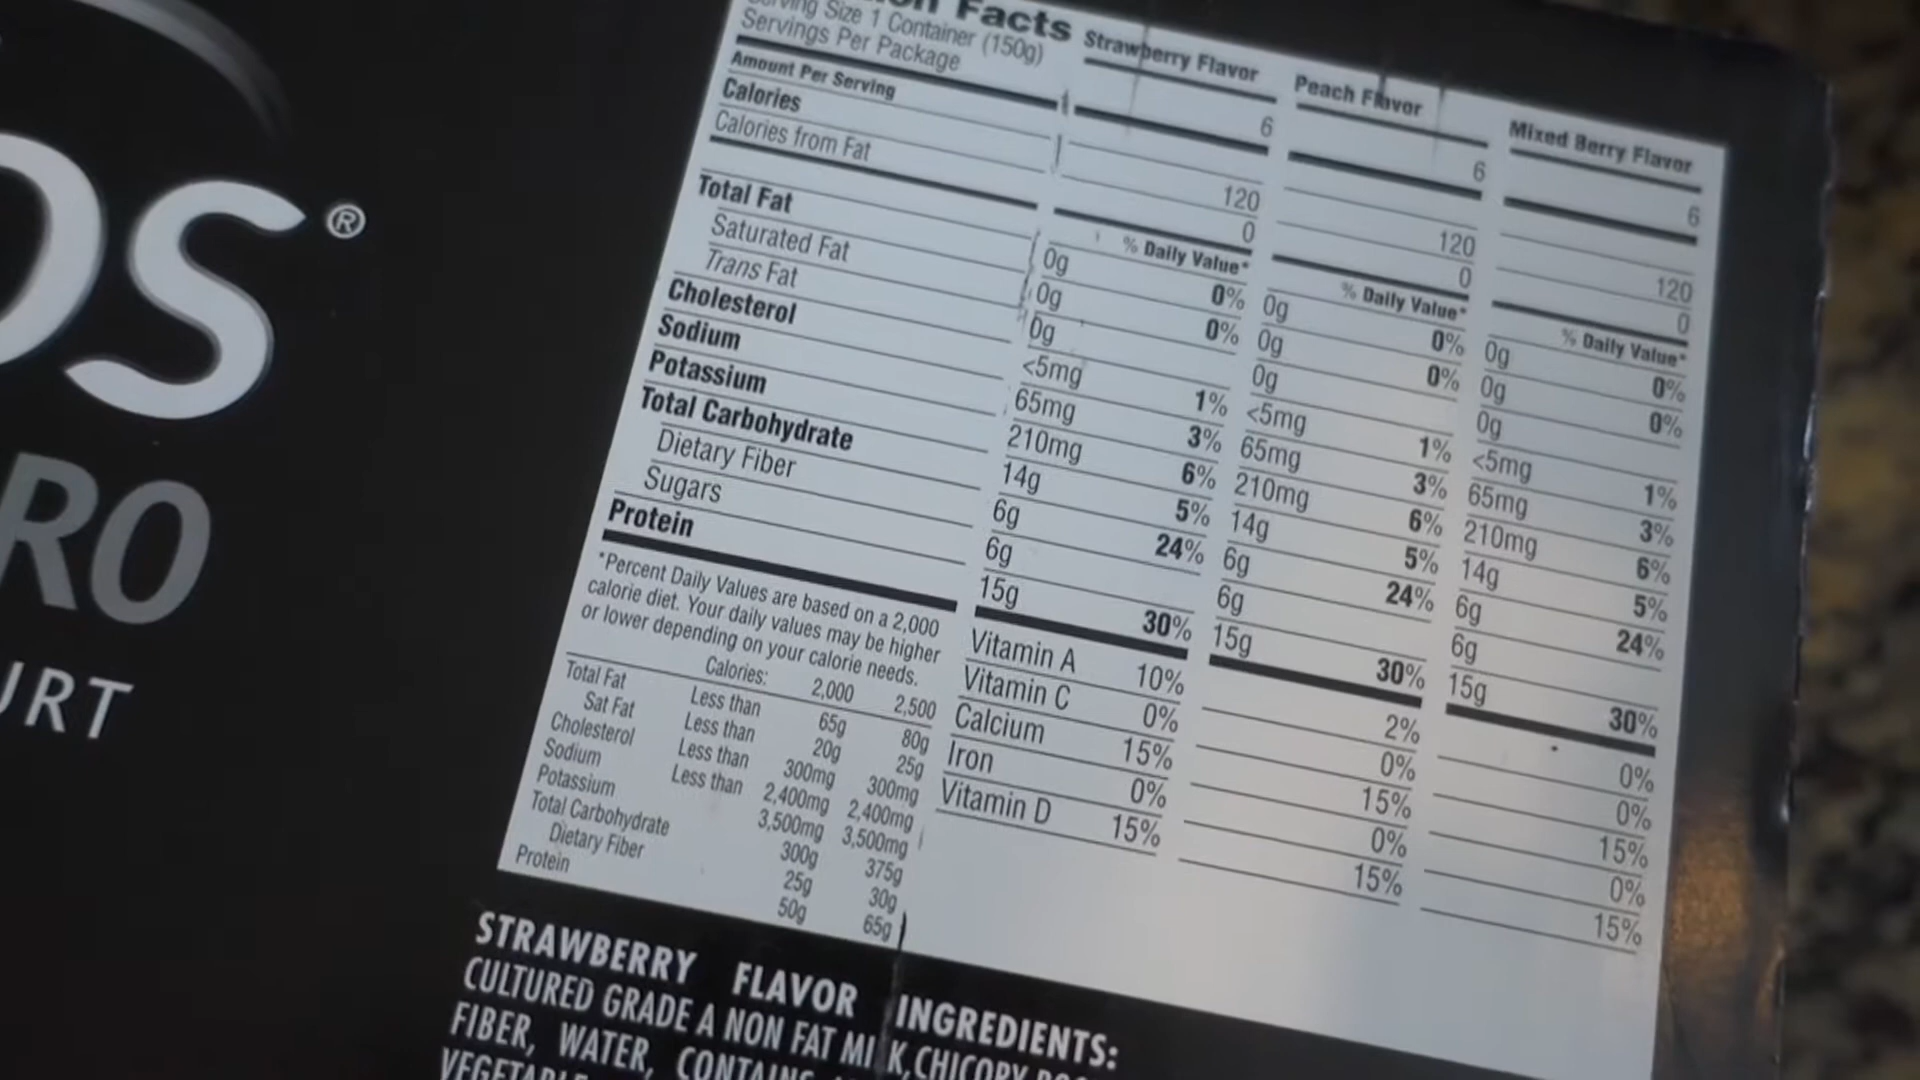 OS®
RO
URT
Facts
Serving Size 1 Container (150g)
Servings Per Package
Strawberry Flavor Peach Flavor Mixed Berry Flavor
6 6 6
Amount Per Serving
Calories 120 120 120
Calories from Fat 0 0 0
% Daily Value* % Daily Value* % Daily Value*
Total Fat 0g 0% 0g 0% 0g 0%
Saturated Fat 0g 0% 0g 0% 0g 0%
Trans Fat 0g 0g 0g
Cholesterol <5mg 1% <5mg 1% <5mg 1%
Sodium 65mg 3% 65mg 3% 65mg 3%
Potassium 210mg 6% 210mg 6% 210mg 6%
Total Carbohydrate 14g 5% 14g 5% 14g 5%
Dietary Fiber 6g 24% 6g 24% 6g 24%
Sugars 6g 6g 6g
Protein 15g 30% 15g 30% 15g 30%
Vitamin A 10% 2% 0%
Vitamin C 0% 0% 0%
Calcium 15% 15% 15%
Iron 0% 0% 0%
Vitamin D 15% 15% 15%
*Percent Daily Values are based on a 2,000
calorie diet. Your daily values may be higher
or lower depending on your calorie needs.
Calories: 2,000 2,500
Total Fat Less than 65g 80g
Sat Fat Less than 20g 25g
Cholesterol Less than 300mg 300mg
Sodium Less than 2,400mg 2,400mg
Potassium 3,500mg 3,500mg
Total Carbohydrate 300g 375g
Dietary Fiber 25g 30g
Protein 50g 65g
STRAWBERRY FLAVOR INGREDIENTS:
CULTURED GRADE A NON FAT MILK, CHICORY
FIBER, WATER, CONTAINS